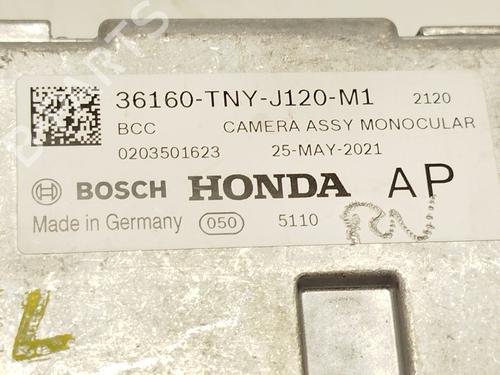 36160-TNY-J120-M1 2120
BCC CAMERA ASSY MONOCULAR
0203501623 25-MAY-2021
BOSCH HONDA AP
Made in Germany 050 5110 RN
L